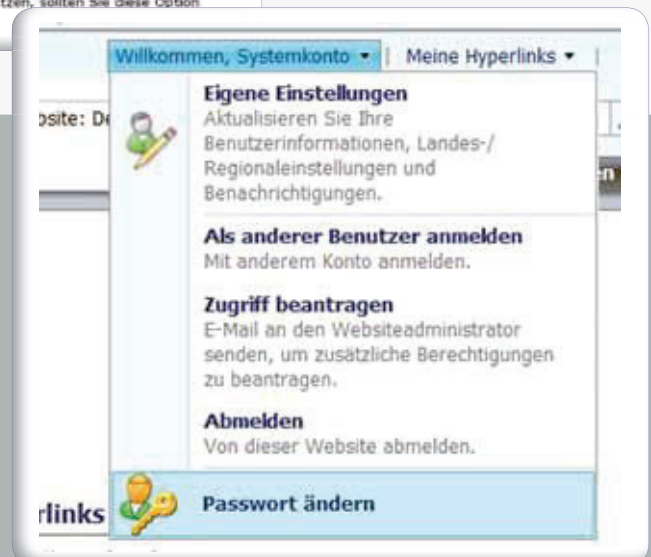 tzen, sollten Sie diese Option
Willkommen, Systemkonto | Meine Hyperlinks |
osite: De
Eigene Einstellungen
Aktualisieren Sie Ihre
Benutzerinformationen, Landes-/
Regionaleinstellungen und
Benachrichtigungen.
Als anderer Benutzer anmelden
Mit anderem Konto anmelden.
Zugriff beantragen
E-Mail an den Websiteadministrator
senden, um zusätzliche Berechtigungen
zu beantragen.
Abmelden
Von dieser Website abmelden.
rlinks
Passwort ändern